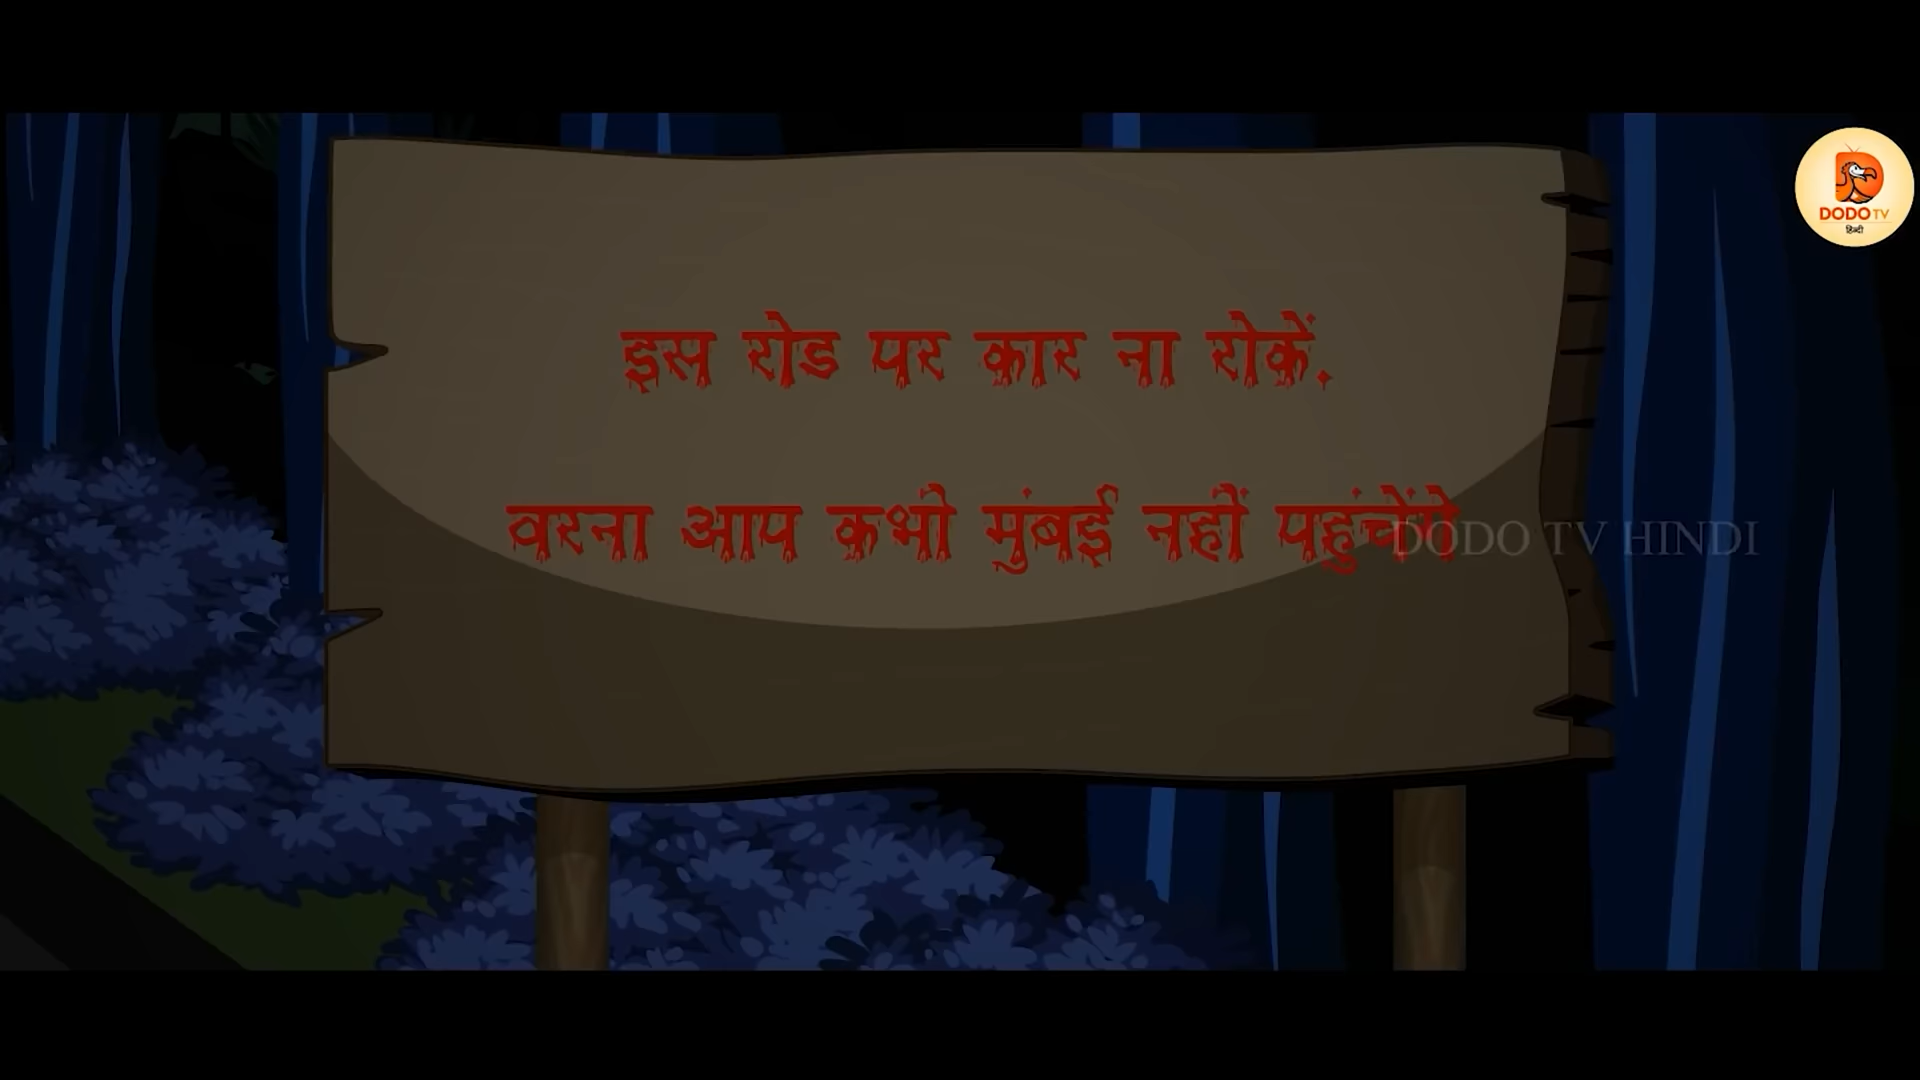 इस रोड पर कार ना रोकें.
वरना आप कभी मुंबई नहीं पहुंचेंगे
DODO TV HINDI
DODO TV
हिन्दी